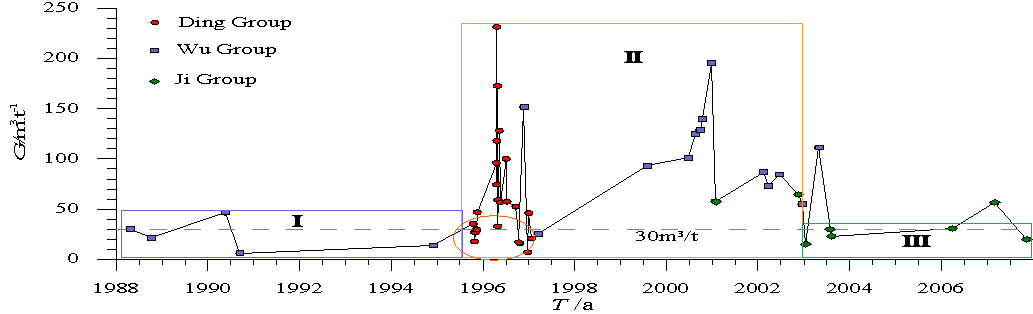 250
200
150
100
50
0
G/m³.t⁻¹
Ding Group
Wu Group
Ji Group
I
II
III
30m³/t
1988 1990 1992 1994 1996 1998 2000 2002 2004 2006
T /a